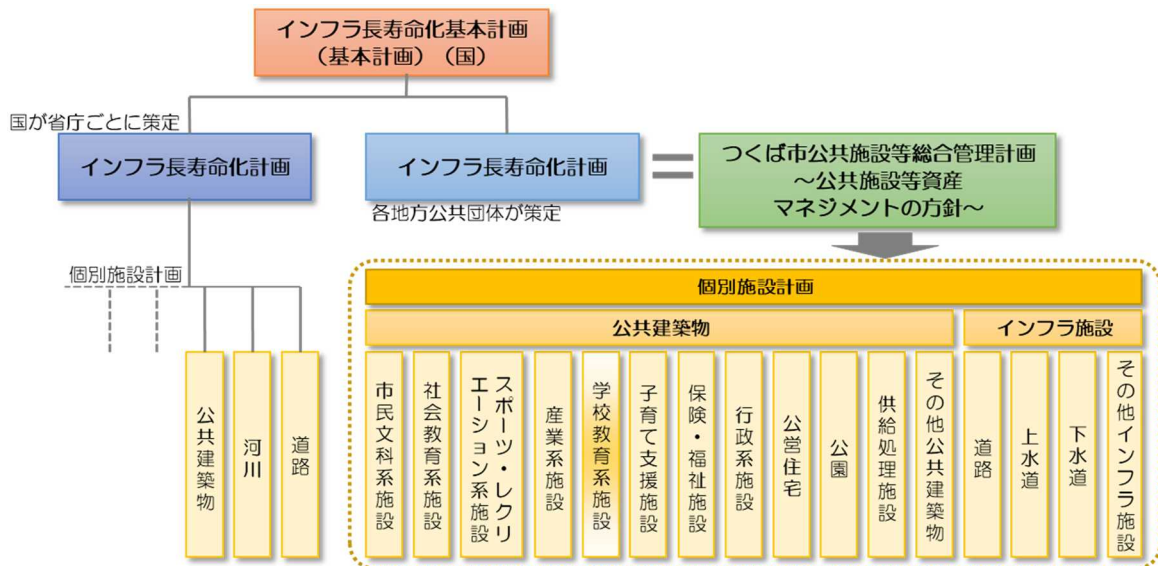 インフラ長寿命化基本計画
（基本計画）（国）
国が省庁ごとに策定
インフラ長寿命化計画
インフラ長寿命化計画
各地方公共団体が策定
つくば市公共施設等総合管理計画
～公共施設等資産
マネジメントの方針～
個別施設計画
公共建築物
河川
道路
個別施設計画
公共建築物
インフラ施設
市民文科系施設
社会教育系施設
スポーツ・レクリ
エーション系施設
産業系施設
学校教育系施設
子育て支援施設
保険・福祉施設
行政系施設
公営住宅
公園
供給処理施設
その他公共建築物
道路
上水道
下水道
その他インフラ施設